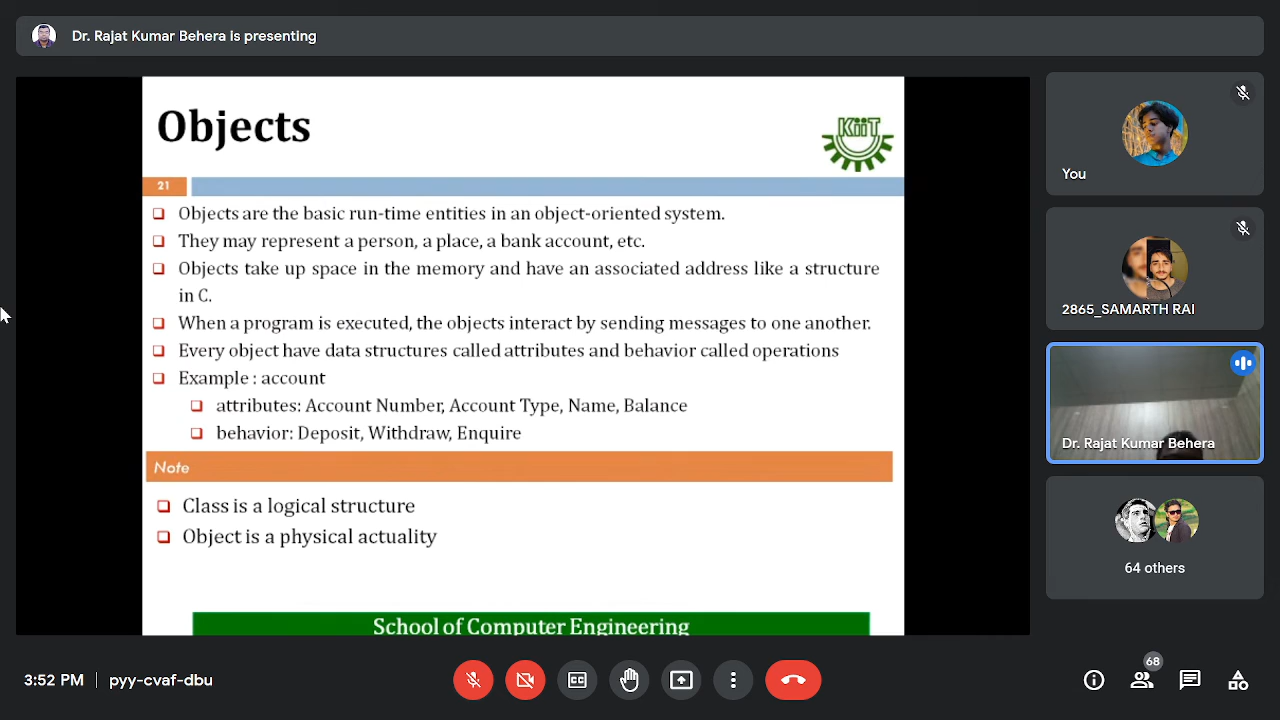 Dr. Rajat Kumar Behera is presenting
Objects
KiiT
21
Objects are the basic run-time entities in an object-oriented system.
They may represent a person, a place, a bank account, etc.
Objects take up space in the memory and have an associated address like a structure
in C.
When a program is executed, the objects interact by sending messages to one another.
Every object have data structures called attributes and behavior called operations
Example : account
attributes: Account Number, Account Type, Name, Balance
behavior: Deposit, Withdraw, Enquire
Note
Class is a logical structure
Object is a physical actuality
School of Computer Engineering
You
2865_SAMARTH RAI
Dr. Rajat Kumar Behera
64 others
3:52 PM | pyy-cvaf-dbu
CC
68